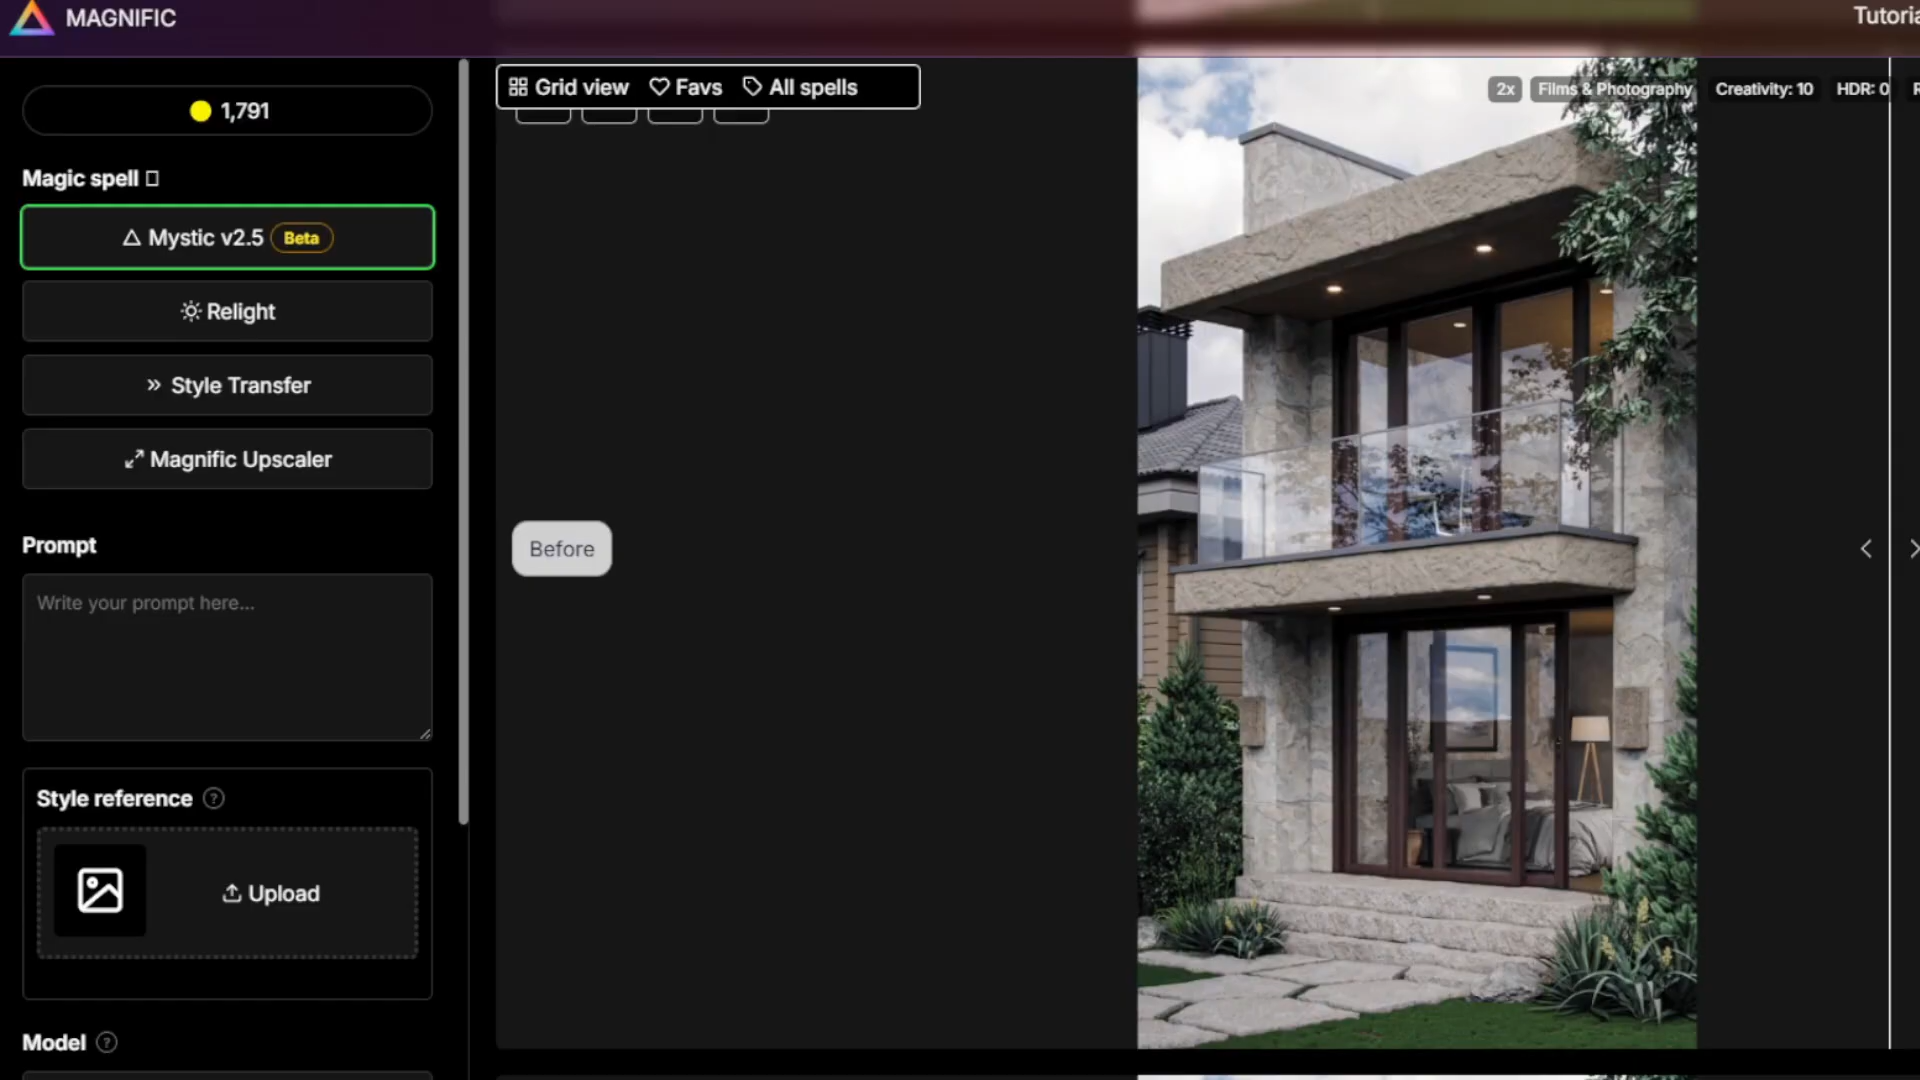 MAGNIFIC
Tutoria
1,791
Magic spell
Mystic v2.5 Beta
Relight
Style Transfer
Magnific Upscaler
Prompt
Write your prompt here...
Style reference ?
Upload
Model ?
Grid view Favs All spells
2x Films & Photography Creativity: 10 HDR: 0 R
Before